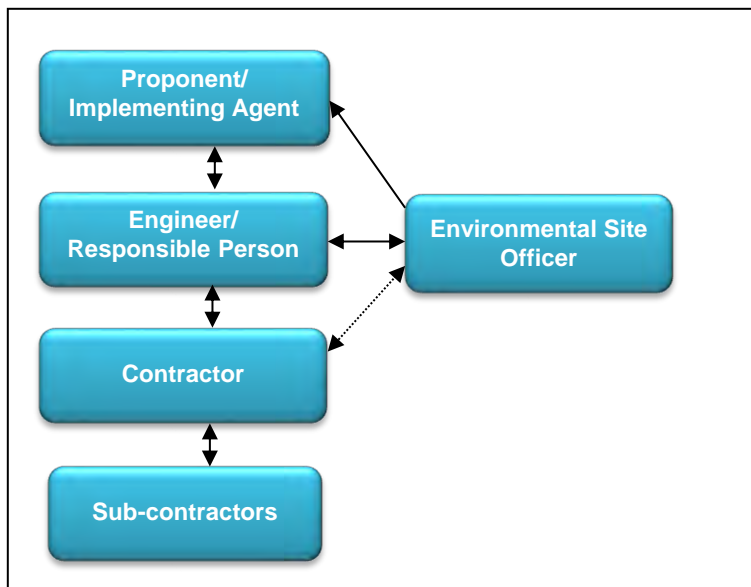 Proponent/
Implementing Agent
Engineer/
Responsible Person
Environmental Site
Officer
Contractor
Sub-contractors